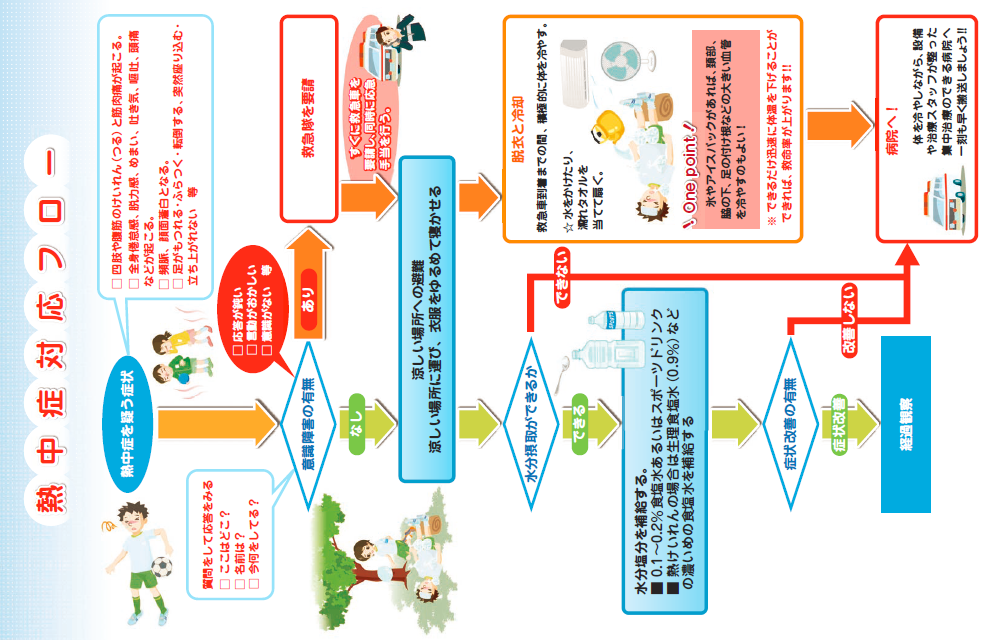 熱中症対応フロー
熱中症を疑う症状
□ 四肢や腹筋のけいれん（つる）と筋肉痛が起こる。
□ 全身倦怠感、脱力感、めまい、吐き気、嘔吐、頭痛
などが起こる。
□ 頻脈、顔面蒼白となる。
□ 足がもつれる・ふらつく・転倒する、突然座り込む・
立ち上がれない　等
質問をして応答をみる
□ ここはどこ？
□ 名前は？
□ 今何をしてる？
意識障害の有無
□ 応答が鈍い
□ 言動がおかしい
□ 意識がない　等
あり
救急隊を要請
すぐに救急車を
要請し、同時に応急
手当を行う。
なし
涼しい場所への避難
涼しい場所に運び、衣服をゆるめて寝かせる
脱衣と冷却
救急車到着までの間、積極的に体を冷やす。
☆ 水をかけたり、
濡れタオルを
当てて扇ぐ。
One point!
氷やアイスパックがあれば、頚部、
脇の下、足の付け根などの大きい血管
を冷やすのもよい！
※ できるだけ迅速に体温を下げることが
できれば、救命率が上がります!!
水分摂取ができるか
できない
できる
水分塩分を補給する。
■ 0.1～0.2％食塩水あるいはスポーツドリンク
■ 熱けいれんの場合は生理食塩水（0.9%）など
の濃いめの食塩水を補給する
症状改善の有無
改善しない
症状改善
経過観察
病院へ！
体を冷やしながら、設備
や治療スタッフが整った
集中治療のできる病院へ
一刻も早く搬送しましょう!!